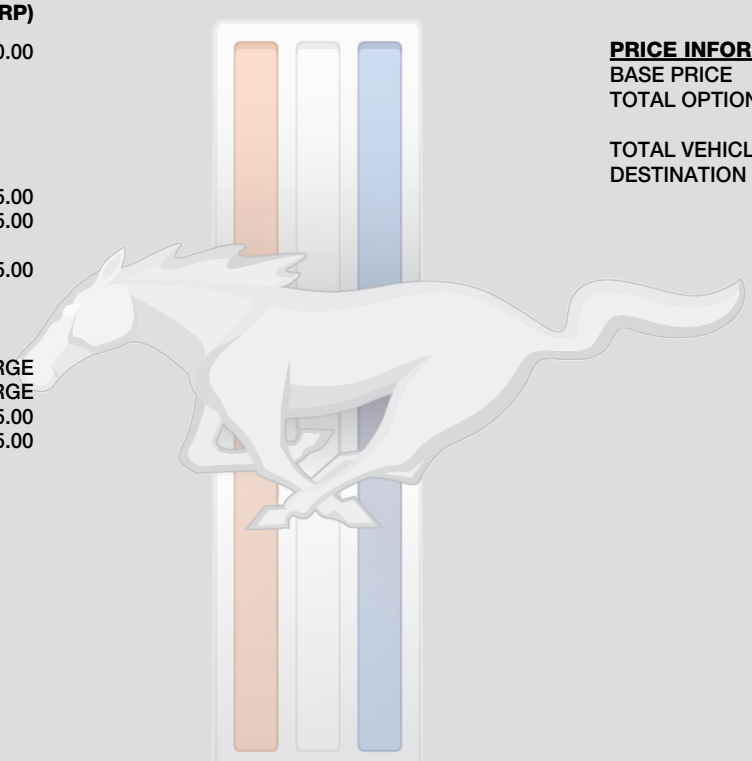 RP)
0.00
5.00
5.00
5.00
RGE
RGE
5.00
5.00
PRICE INFOR
BASE PRICE
TOTAL OPTION
TOTAL VEHICL
DESTINATION